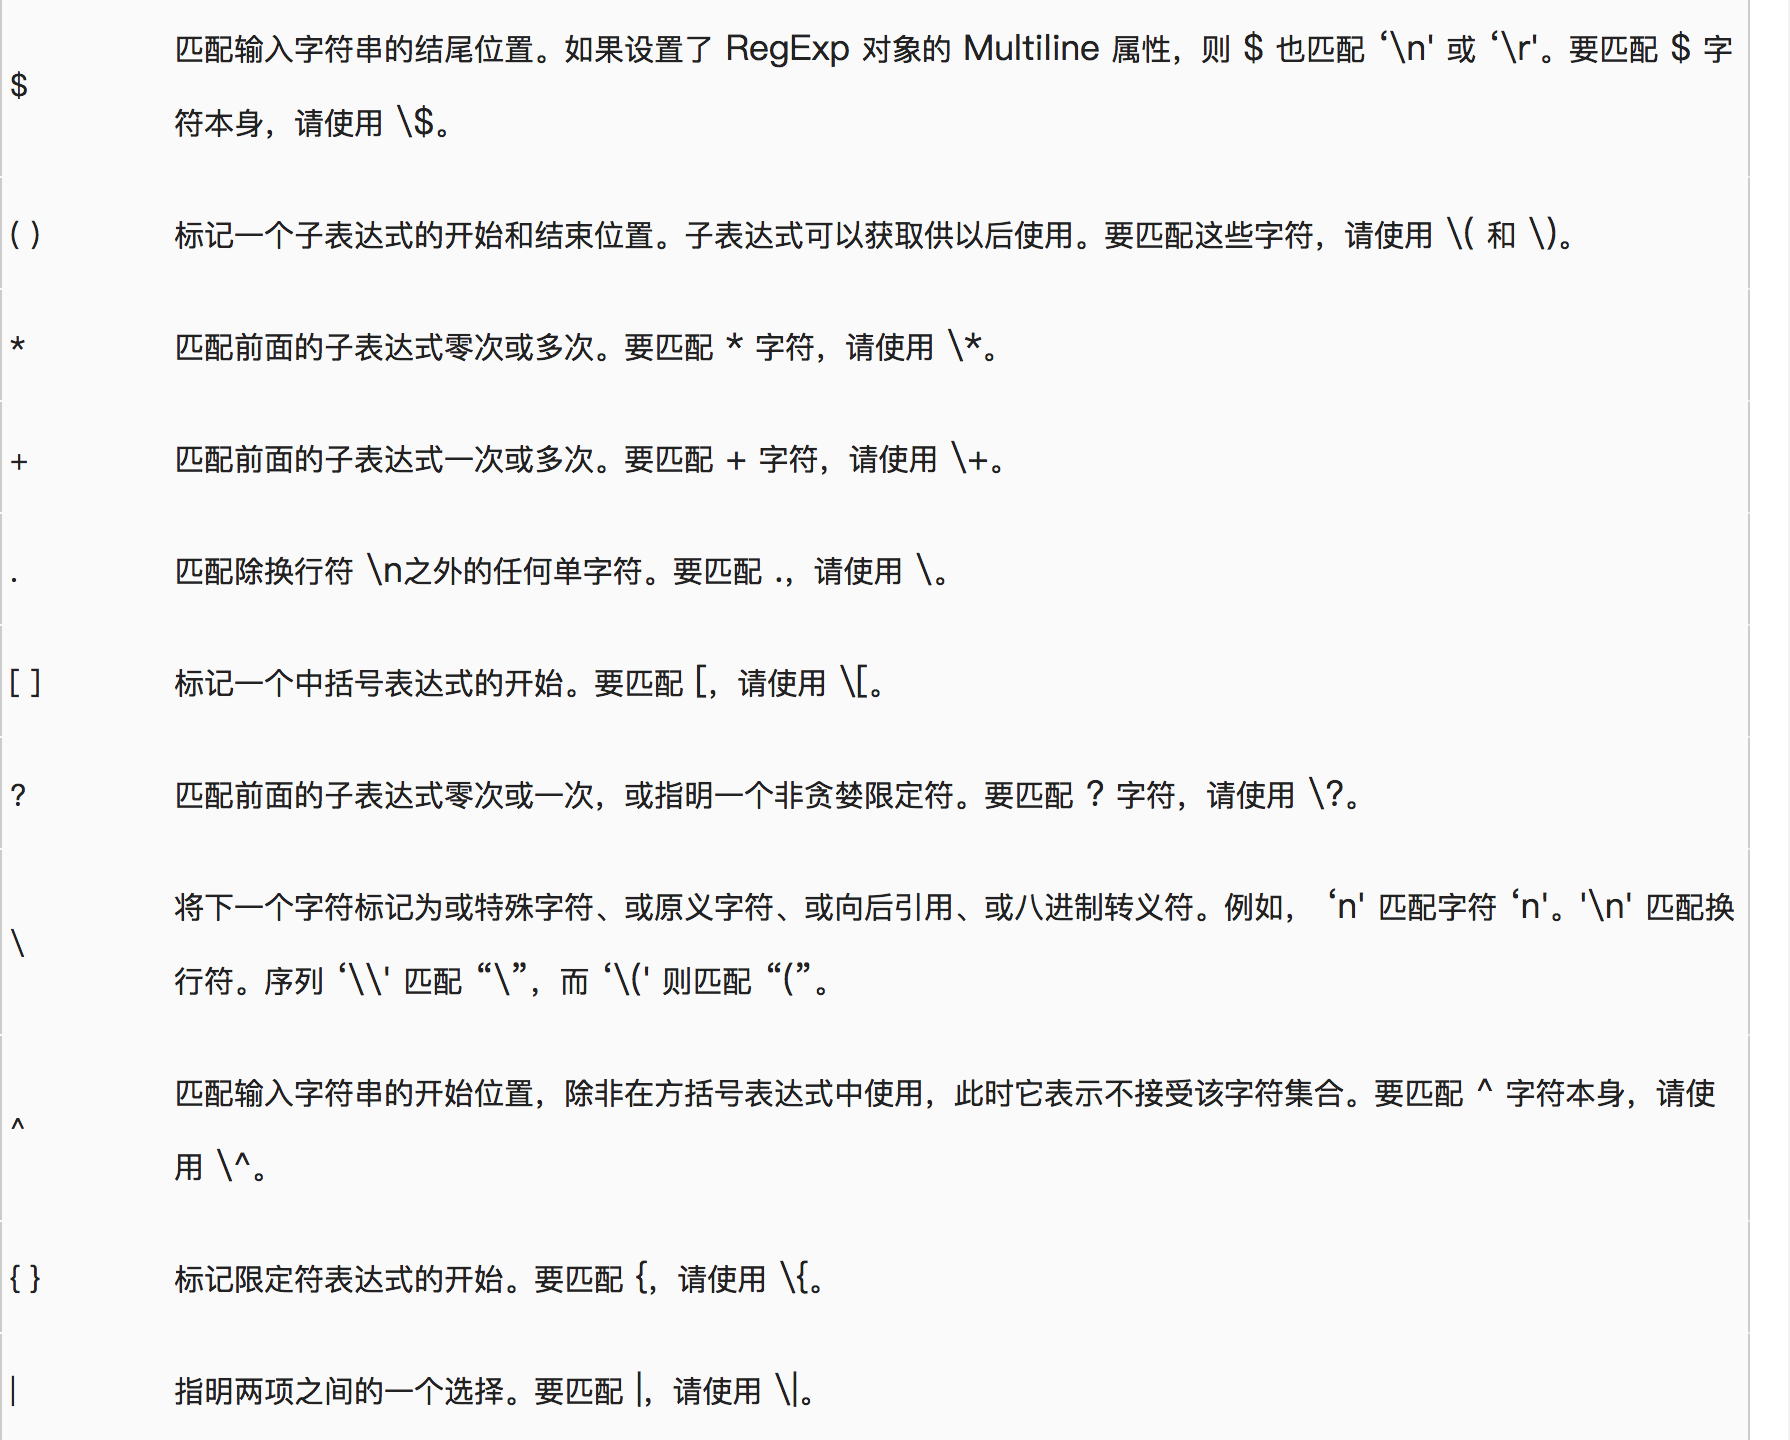 匹配输入字符串的结尾位置。如果设置了 RegExp 对象的 Multiline 属性，则 $ 也匹配 ‘\n' 或 ‘\r'。要匹配 $ 字
$
符本身，请使用 \$。
( )
标记一个子表达式的开始和结束位置。子表达式可以获取供以后使用。要匹配这些字符，请使用 \( 和 \)。
*
匹配前面的子表达式零次或多次。要匹配 * 字符，请使用 \*。
+
匹配前面的子表达式一次或多次。要匹配 + 字符，请使用 \+。
.
匹配除换行符 \n之外的任何单字符。要匹配 .，请使用 \。
[ ]
标记一个中括号表达式的开始。要匹配 [，请使用 \[。
?
匹配前面的子表达式零次或一次，或指明一个非贪婪限定符。要匹配 ? 字符，请使用 \?。
将下一个字符标记为或特殊字符、或原义字符、或向后引用、或八进制转义符。例如， ‘n' 匹配字符 ‘n'。'\n' 匹配换
\
行符。序列 ‘\\' 匹配 “\”，而 ‘\(' 则匹配 “(”。
匹配输入字符串的开始位置，除非在方括号表达式中使用，此时它表示不接受该字符集合。要匹配 ^ 字符本身，请使
^
用 \^。
{ }
标记限定符表达式的开始。要匹配 {，请使用 \{。
|
指明两项之间的一个选择。要匹配 |，请使用 \|。